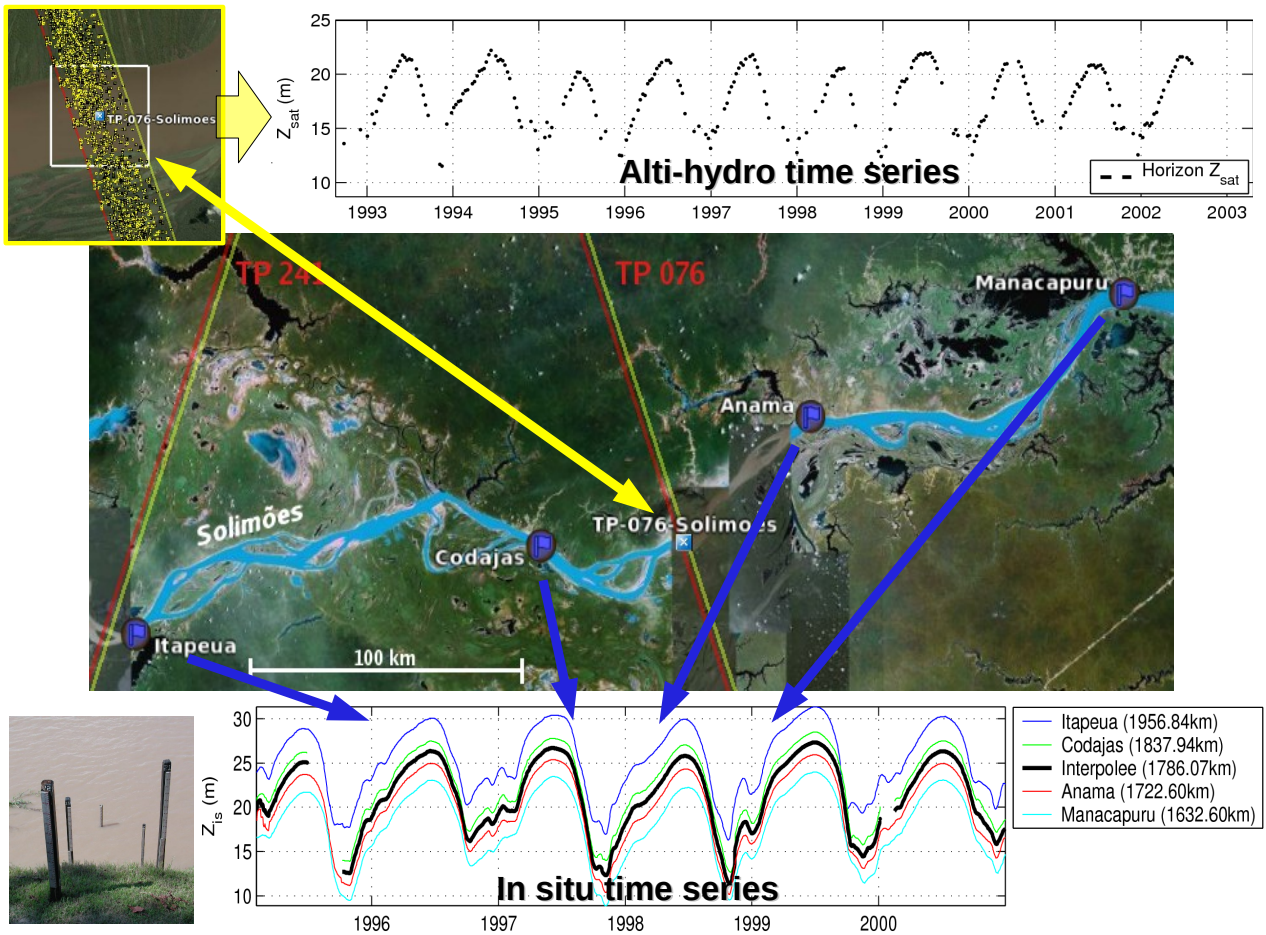 25
20
15
10
Z_sat (m)
TP-076-Solimoes
Alti-hydro time series
Horizon Z_sat
1993 1994 1995 1996 1997 1998 1999 2000 2001 2002 2003
TP 241
TP 076
Manacapuru
Anama
Solimões
TP-076-Solimoes
Codajas
Itapeua
100 km
30
25
20
15
10
Z_is (m)
In situ time series
1996 1997 1998 1999 2000
Itapeua (1956.84km)
Codajas (1837.94km)
Interpolee (1786.07km)
Anama (1722.60km)
Manacapuru (1632.60km)